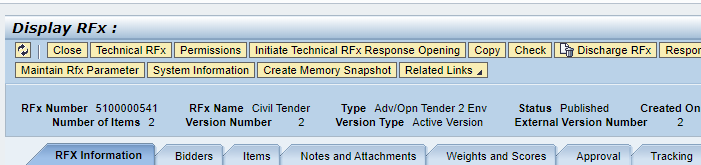 Display RFx :
Close Technical RFx Permissions Initiate Technical RFx Response Opening Copy Check Discharge RFx
Maintain Rfx Parameter System Information Create Memory Snapshot Related Links
RFx Number 5100000541 RFx Name Civil Tender Type Adv/Opn Tender 2 Env Status Published Created On
Number of Items 2 Version Number 2 Version Type Active Version External Version Number 2
RFX Information Bidders Items Notes and Attachments Weights and Scores Approval Tracking